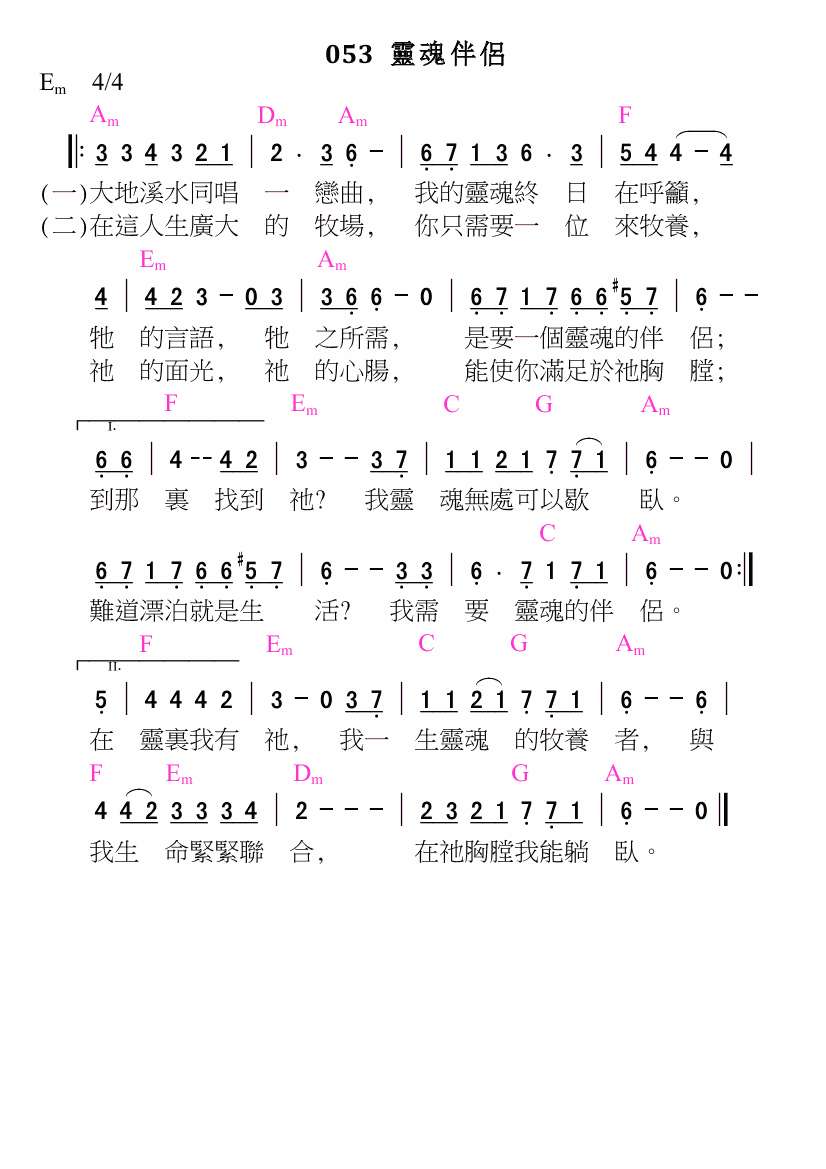 053 靈魂伴侶
Em 4/4
Am Dm Am F
3 3 4 3 2 1 | 2 . 3 6 - | 6 7 1 3 6 . 3 | 5 4 4 - 4
(一)大地溪水同唱 一 戀曲, 我的靈魂終 日 在呼籲,
(二)在這人生廣大 的 牧場, 你只需要一 位 來牧養,
Em Am
4 | 4 2 3 - 0 3 | 3 6 6 - 0 | 6 7 1 7 6 6 #5 7 | 6 - -
牠 的言語, 牠 之所需, 是要一個靈魂的伴 侶;
祂 的面光, 祂 的心腸, 能使你滿足於祂胸 膛;
F Em C G Am
I.
6 6 | 4 - - 4 2 | 3 - - 3 7 | 1 1 2 1 7 7 1 | 6 - - 0 |
到那 裏 找到 祂? 我靈 魂無處可以歇 臥。
C Am
6 7 1 7 6 6 #5 7 | 6 - - 3 3 | 6 . 7 1 7 1 | 6 - - 0 :||
難道漂泊就是生 活? 我需 要 靈魂的伴 侶。
F Em C G Am
II.
5 | 4 4 4 2 | 3 - 0 3 7 | 1 1 2 1 7 7 1 | 6 - - 6 |
在 靈裏我有 祂, 我一 生靈魂 的牧養 者, 與
F Em Dm G Am
4 4 2 3 3 3 4 | 2 - - - | 2 3 2 1 7 7 1 | 6 - - 0 ||
我生 命緊緊聯 合, 在祂胸膛我能躺 臥。